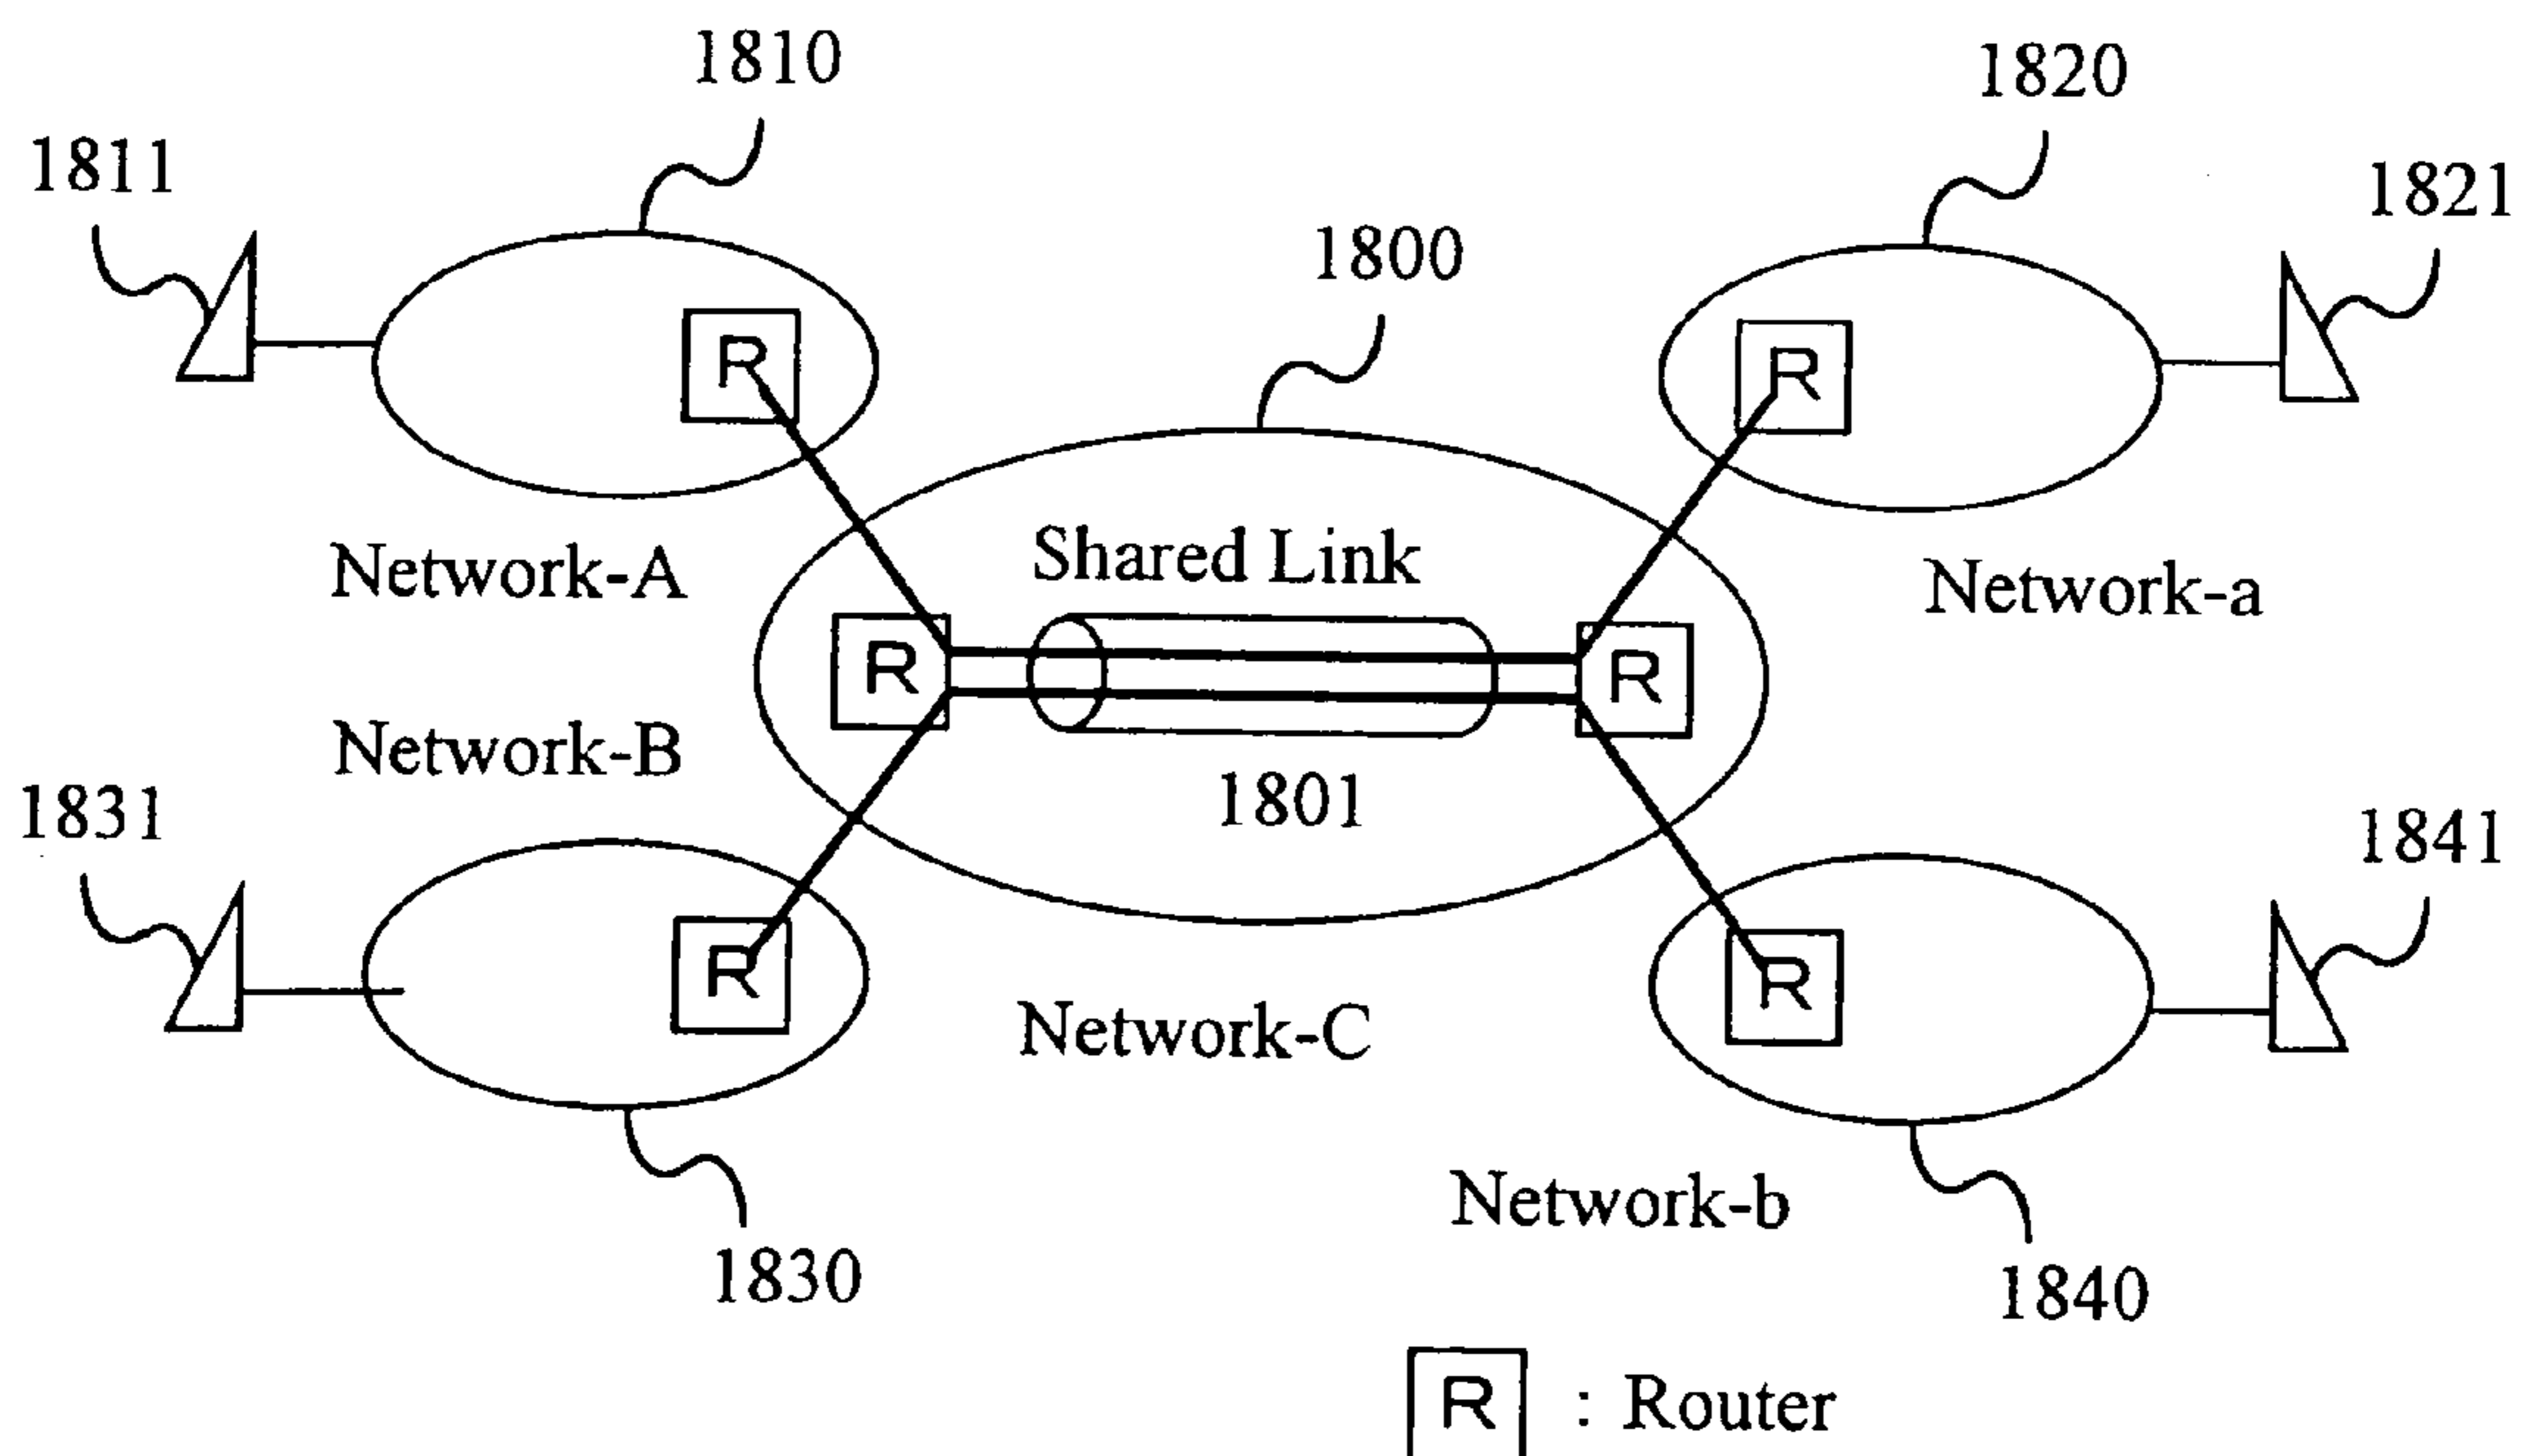 1810
1820
1811
1821
1800
R
R
Shared Link
Network-A
Network-a
R
R
Network-B
1801
1831
1841
R
R
Network-C
Network-b
1830
1840
R : Router